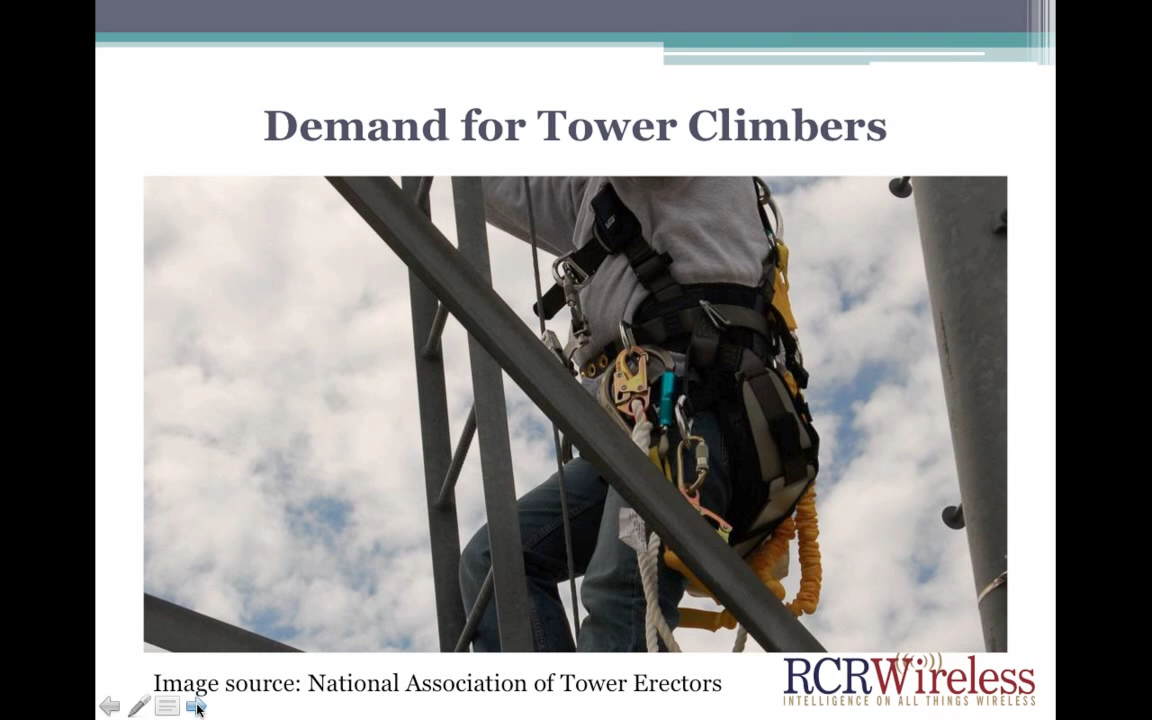 Demand for Tower Climbers
Image source: National Association of Tower Erectors
RCRWireless
INTELLIGENCE ON ALL THINGS WIRELESS